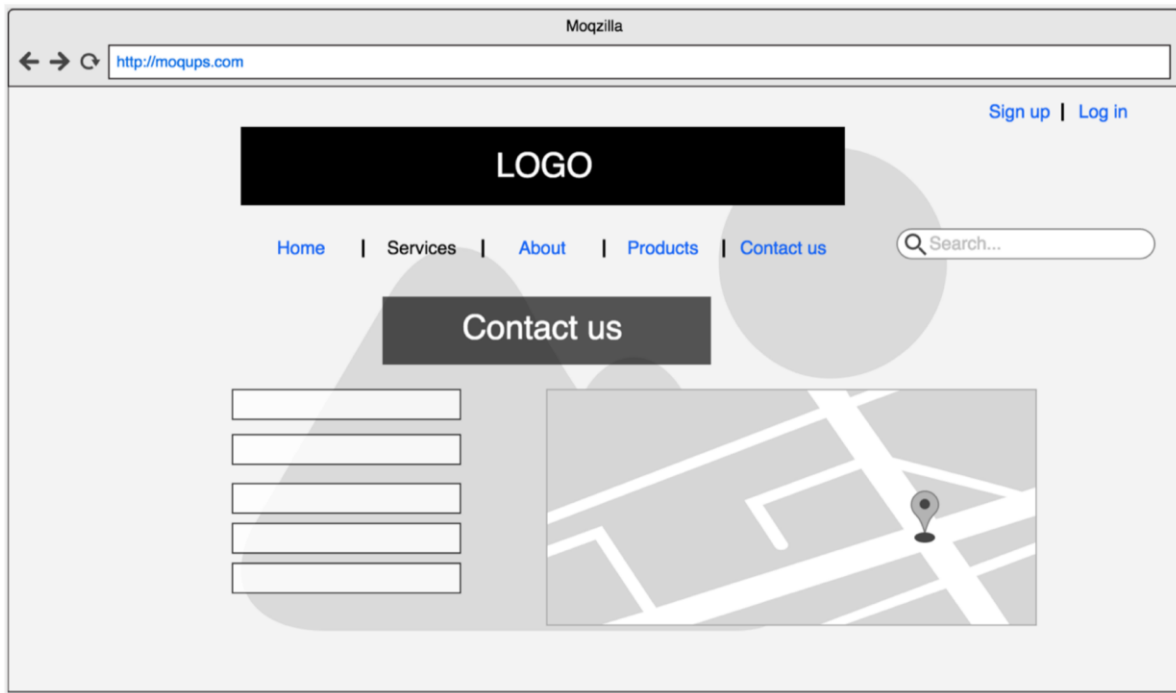 Moqzilla
http://moqups.com
Sign up | Log in
LOGO
Home | Services | About | Products | Contact us
Search...
Contact us